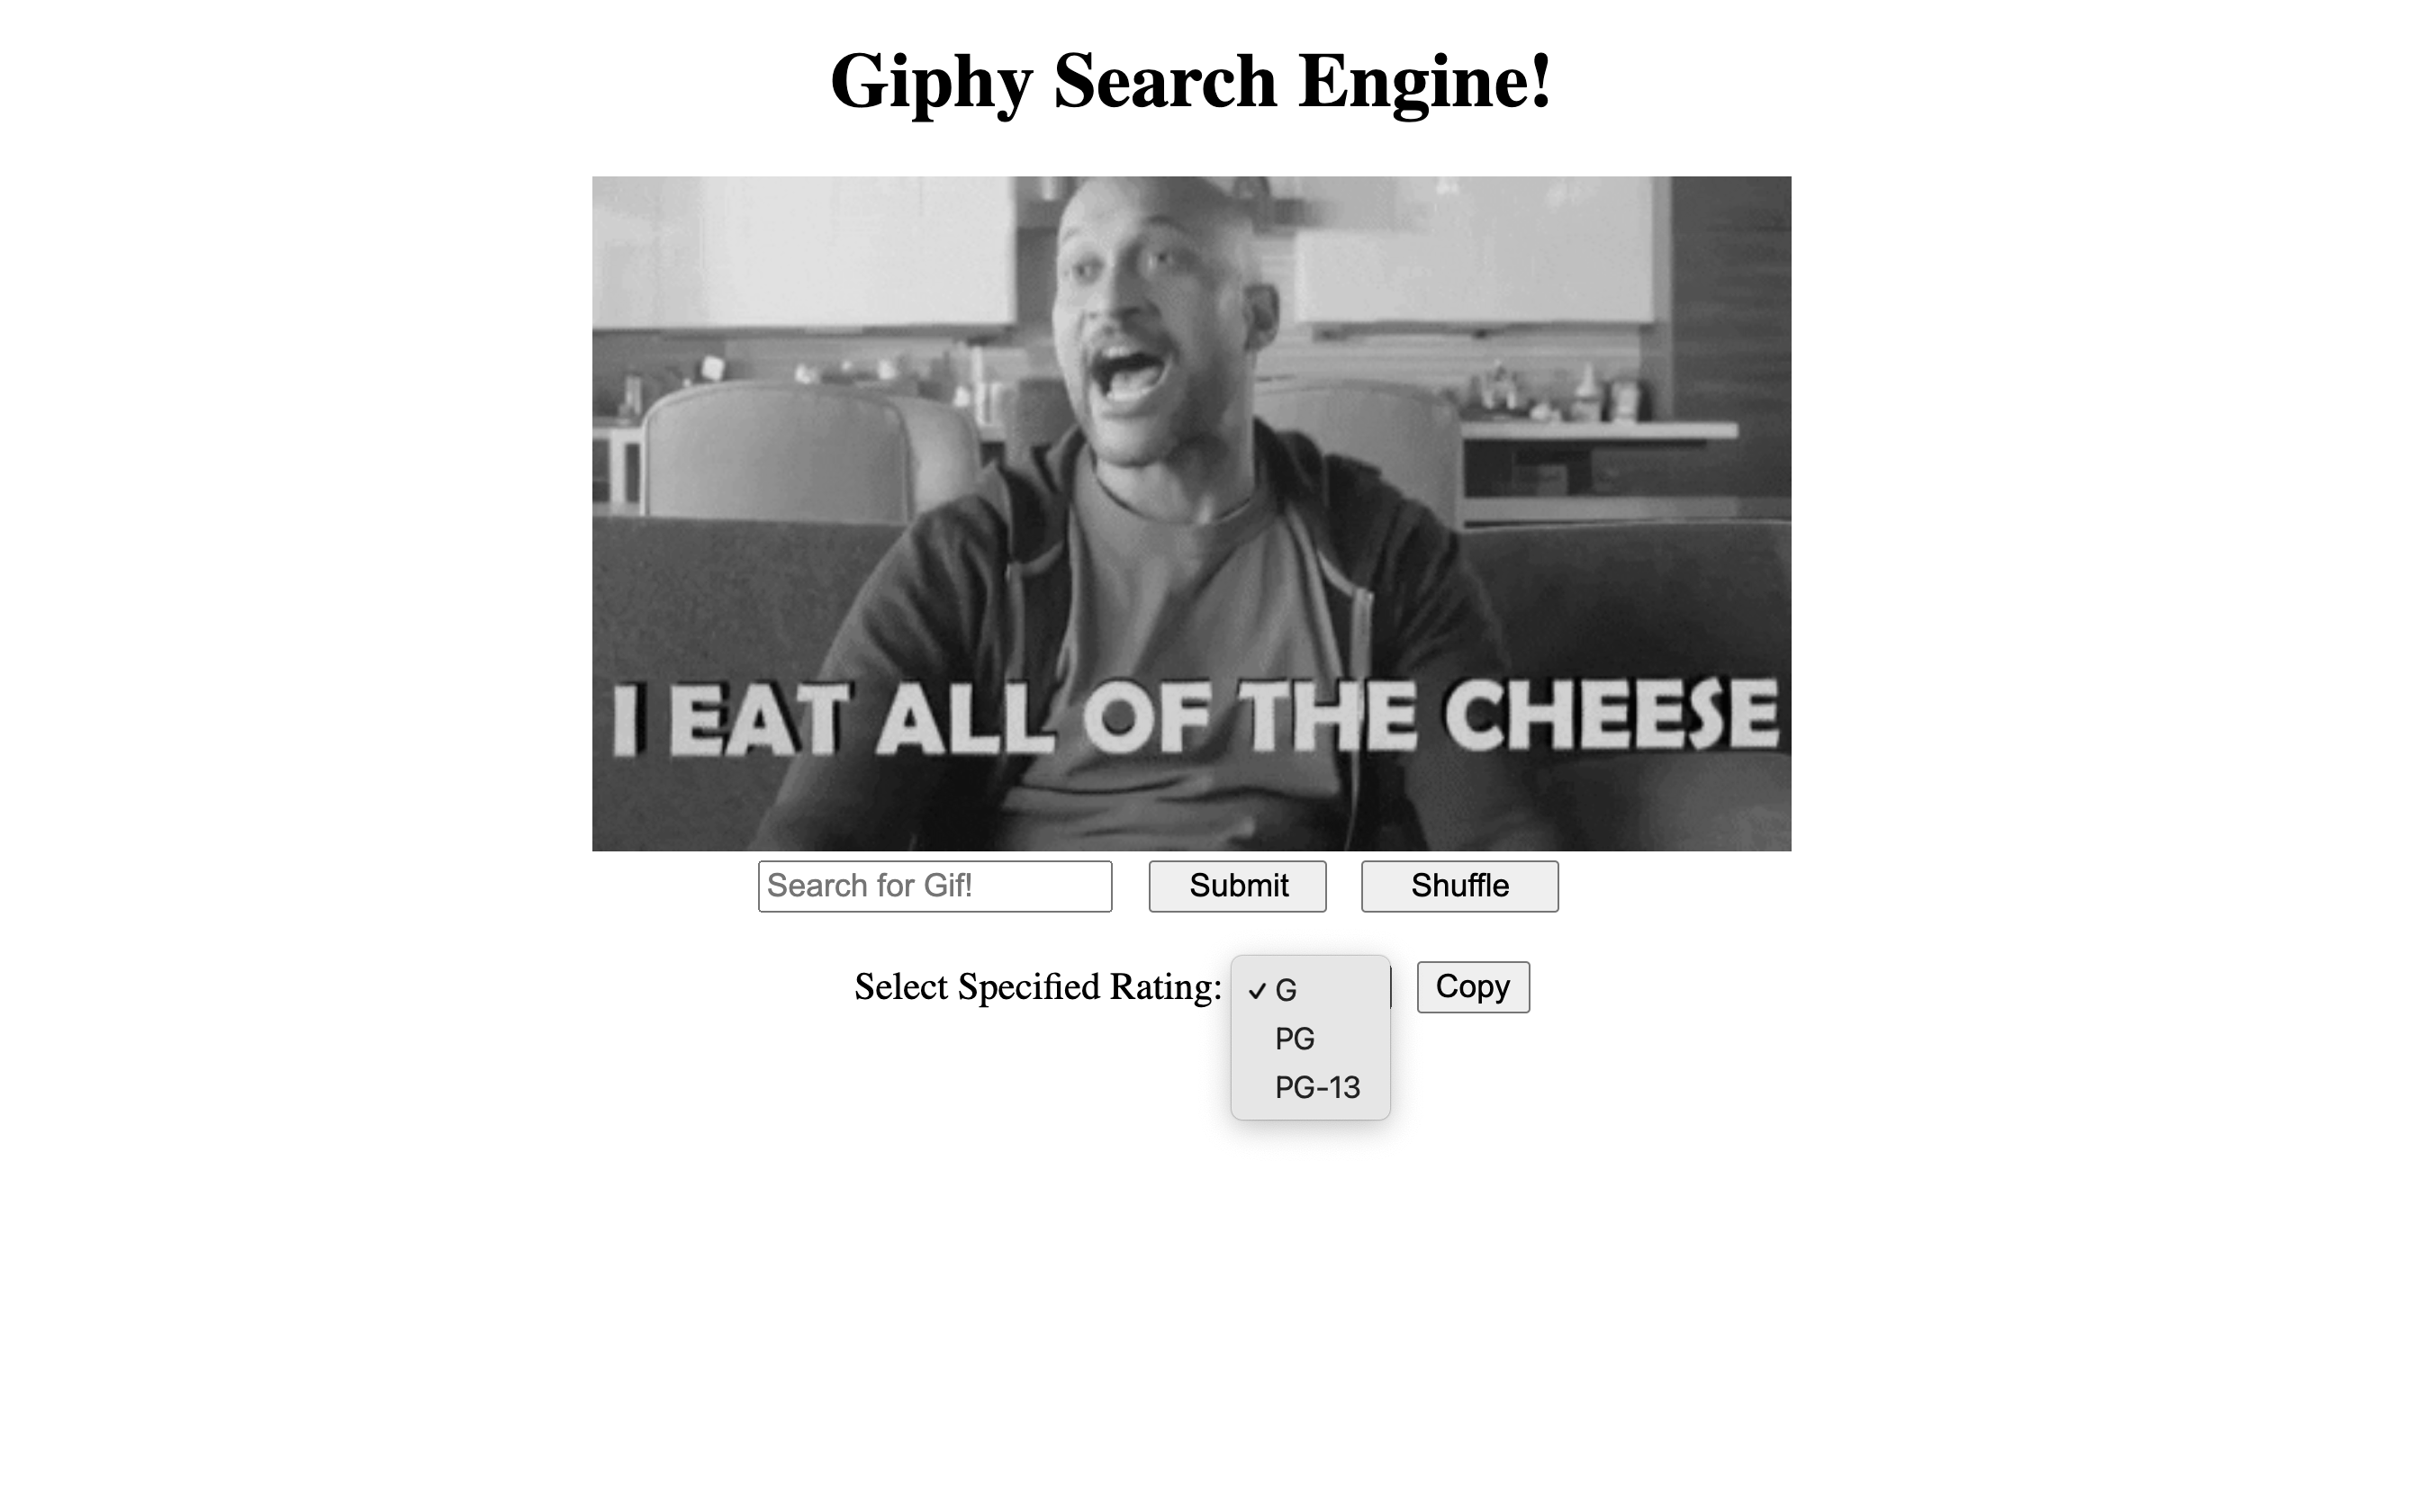 Giphy Search Engine!
I EAT ALL OF THE CHEESE
Search for Gif! Submit Shuffle
Select Specified Rating: ✓ G Copy
PG
PG-13